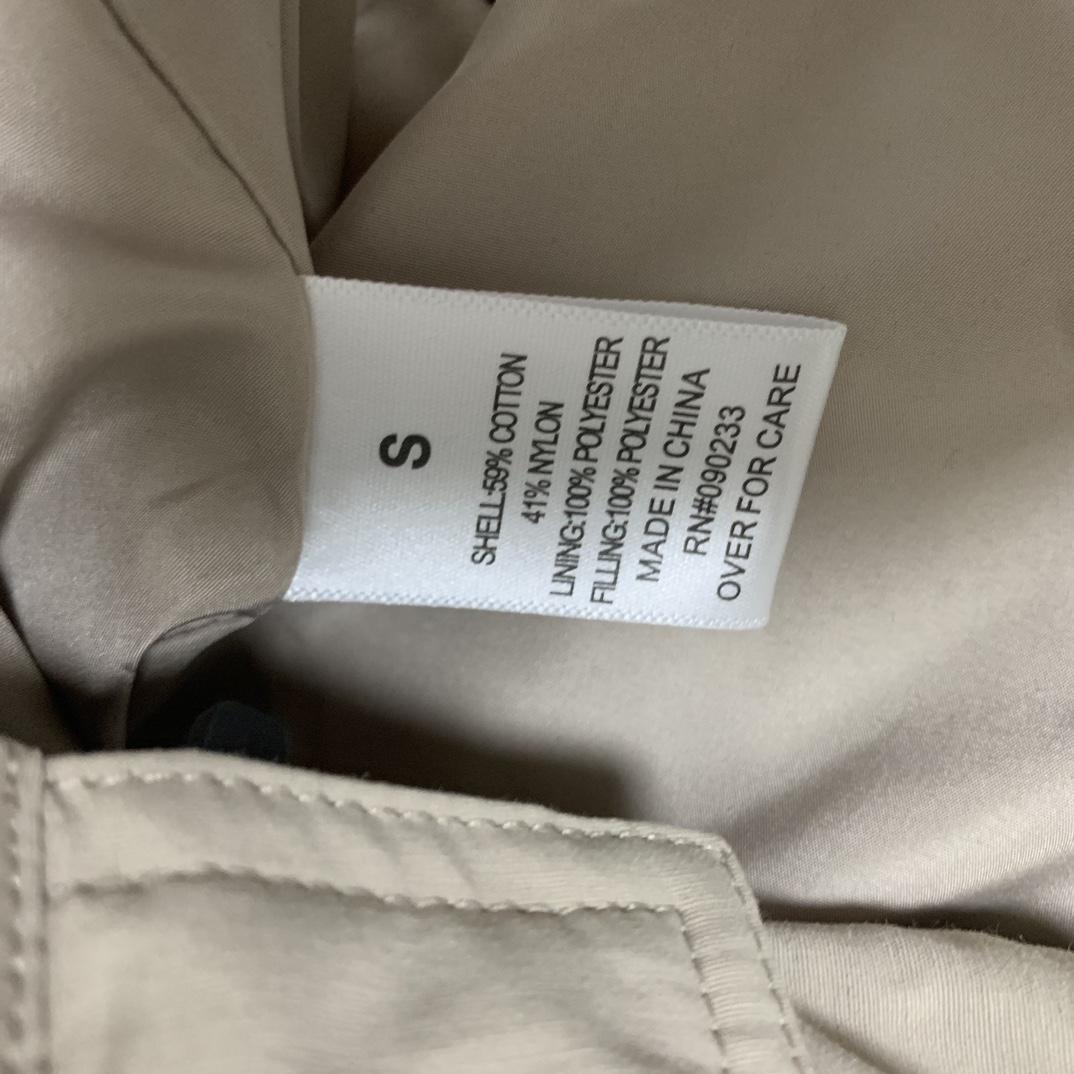 S
SHELL:59% COTTON
41% NYLON
LINING:100% POLYESTER
FILLING:100% POLYESTER
MADE IN CHINA
RN#090233
OVER FOR CARE